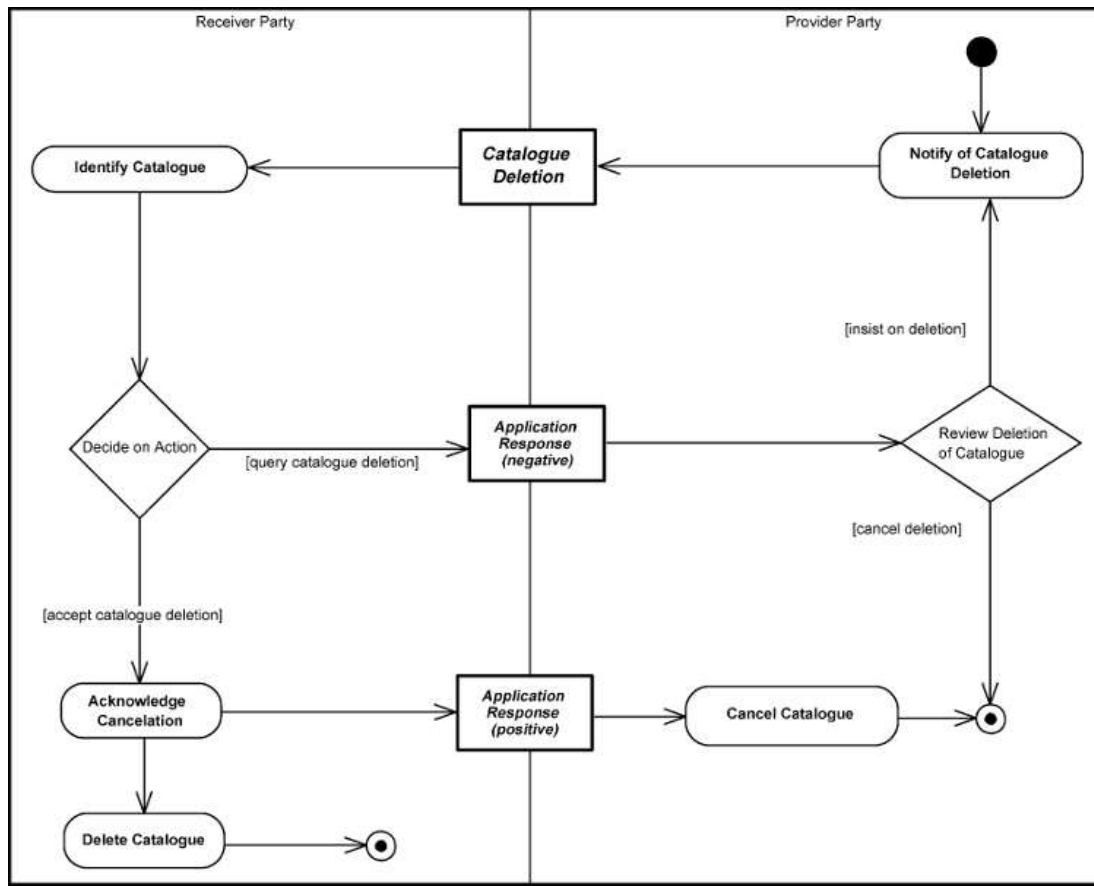 Receiver Party
Provider Party
Identify Catalogue
Catalogue
Deletion
Notify of Catalogue
Deletion
[insist on deletion]
Decide on Action
[query catalogue deletion]
Application
Response
(negative)
Review Deletion
of Catalogue
[cancel deletion]
[accept catalogue deletion]
Acknowledge
Cancelation
Application
Response
(positive)
Cancel Catalogue
Delete Catalogue